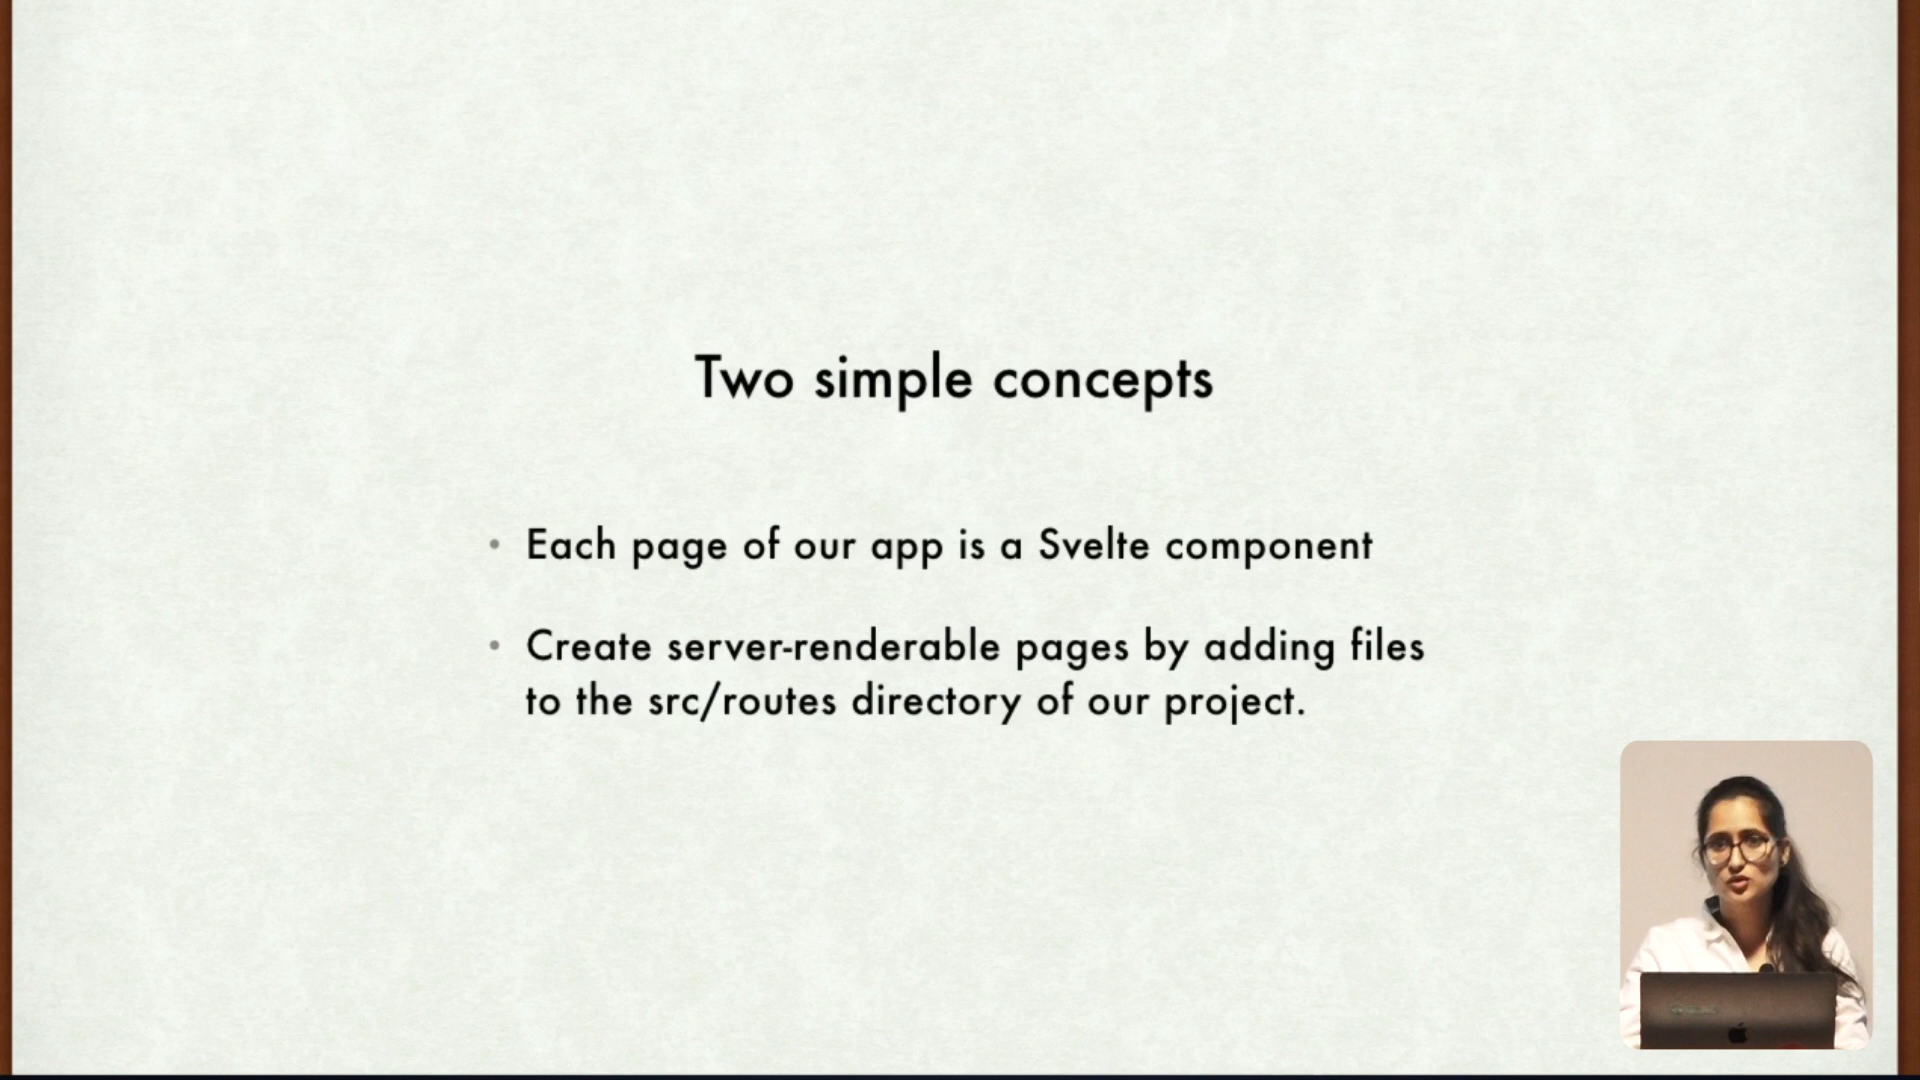 Two simple concepts
• Each page of our app is a Svelte component
• Create server-renderable pages by adding files
to the src/routes directory of our project.